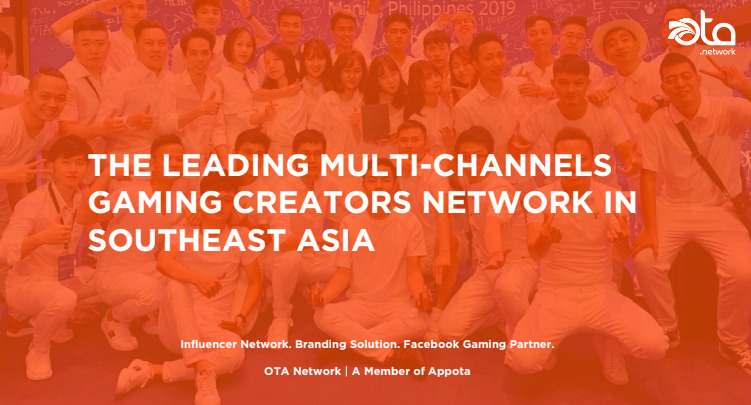 Manila, Philippines 2019
ota
.network
THE LEADING MULTI-CHANNELS
GAMING CREATORS NETWORK IN
SOUTHEAST ASIA
Influencer Network. Branding Solution. Facebook Gaming Partner.
OTA Network | A Member of Appota